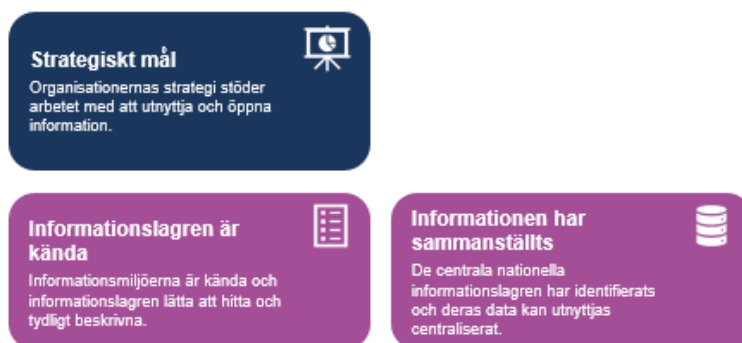 Strategiskt mål
Organisationernas strategi stöder
arbetet med att utnyttja och öppna
information.
Informationslagren är
kända
Informationsmiljöerna är kända och
informationslagren lätta att hitta och
tydligt beskrivna.
Informationen har
sammanställts
De centrala nationella
informationslagren har identifierats
och deras data kan utnyttjas
centraliserat.